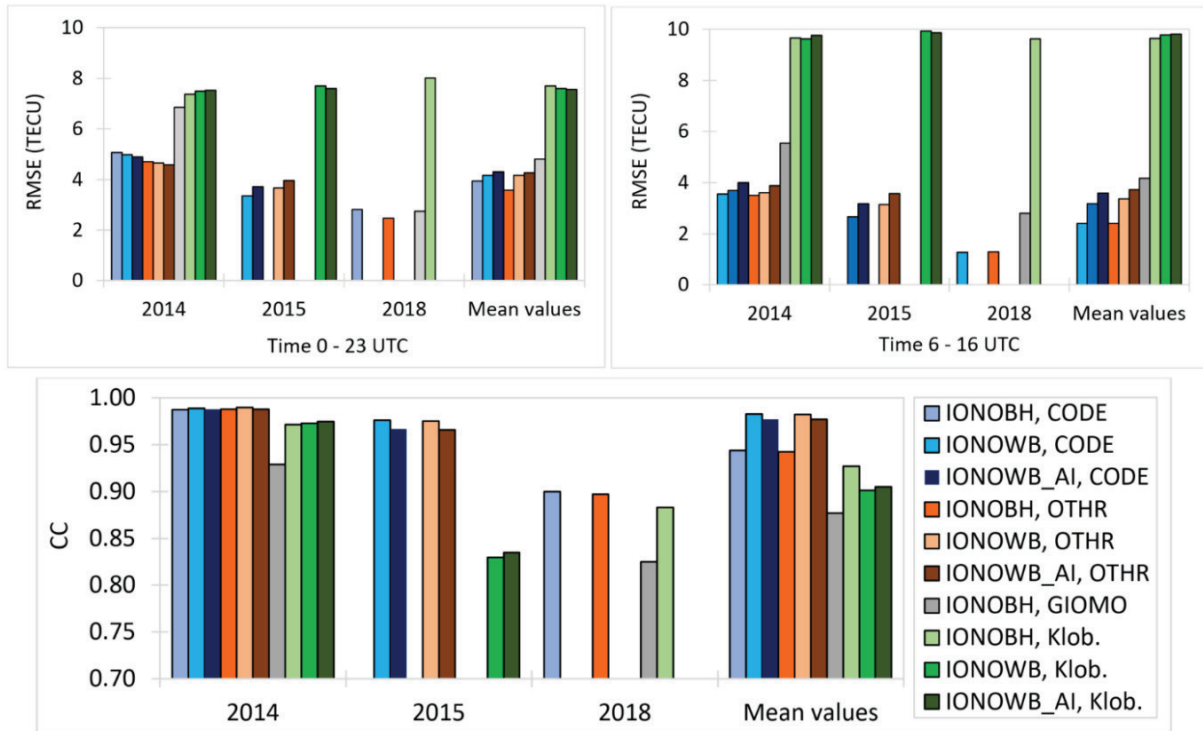 10
8
6
4
2
0
RMSE (TECU)
2014 2015 2018 Mean values
Time 0 - 23 UTC
10
8
6
4
2
0
RMSE (TECU)
2014 2015 2018 Mean values
Time 6 - 16 UTC
1.00
0.95
0.90
0.85
0.80
0.75
0.70
CC
2014 2015 2018 Mean values
IONOBH, CODE
IONOWB, CODE
IONOWB_AI, CODE
IONOBH, OTHR
IONOWB, OTHR
IONOWB_AI, OTHR
IONOBH, GIOMO
IONOBH, Klob.
IONOWB, Klob.
IONOWB_AI, Klob.